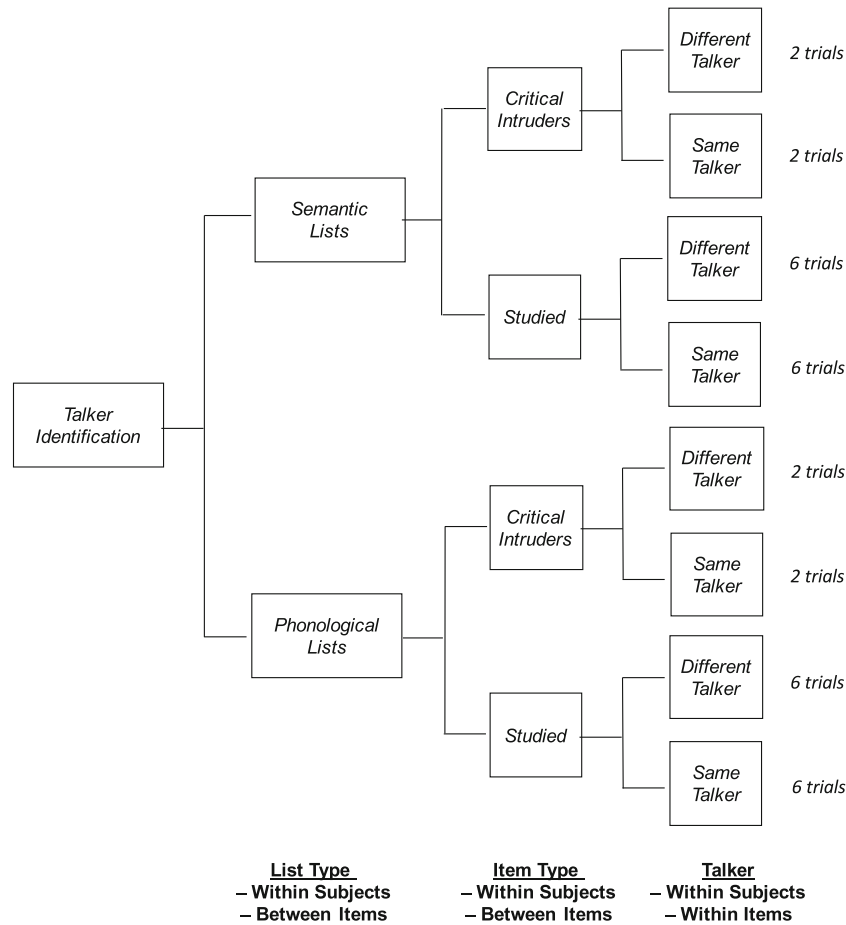 Different
Talker
2 trials
Critical
Intruders
Same
Talker
2 trials
Semantic
Lists
Different
Talker
6 trials
Studied
Same
Talker
6 trials
Talker
Identification
Different
Talker
2 trials
Critical
Intruders
Same
Talker
2 trials
Phonological
Lists
Different
Talker
6 trials
Studied
Same
Talker
6 trials
List Type
– Within Subjects
– Between Items
Item Type
– Within Subjects
– Between Items
Talker
– Within Subjects
– Within Items